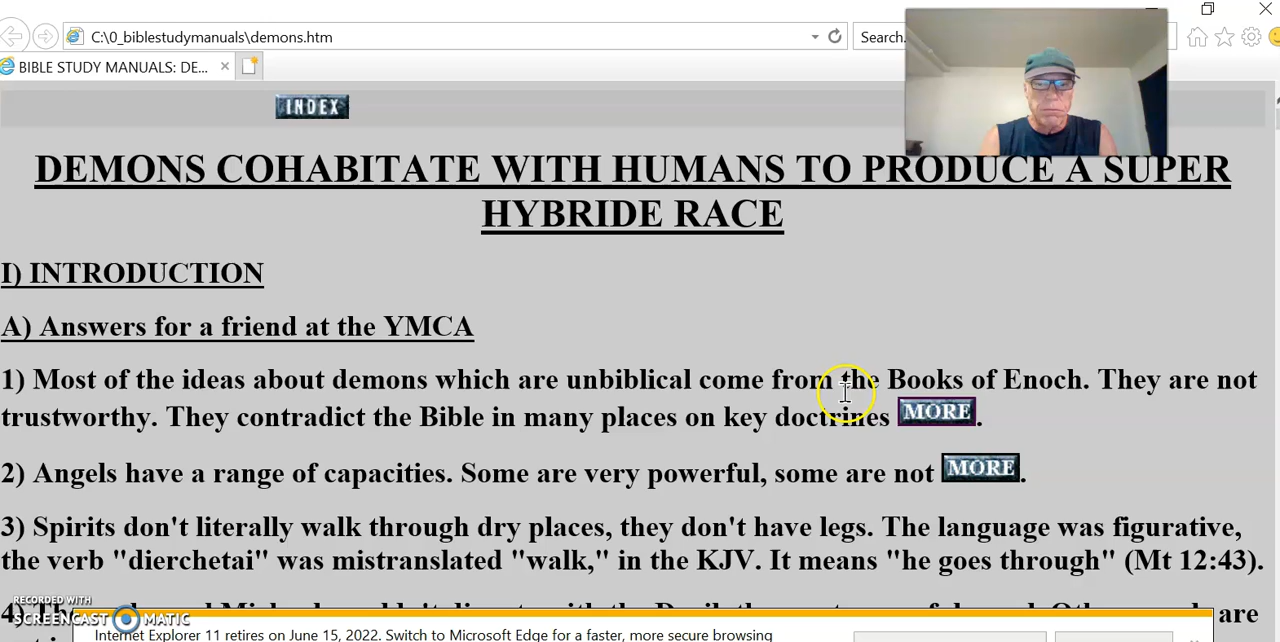 C:\0_biblestudymanuals\demons.htm
Search.
BIBLE STUDY MANUALS: DE...
INDEX
DEMONS COHABITATE WITH HUMANS TO PRODUCE A SUPER
HYBRIDE RACE
I) INTRODUCTION
A) Answers for a friend at the YMCA
1) Most of the ideas about demons which are unbiblical come from the Books of Enoch. They are not
trustworthy. They contradict the Bible in many places on key doctrines MORE.
2) Angels have a range of capacities. Some are very powerful, some are not MORE.
3) Spirits don't literally walk through dry places, they don't have legs. The language was figurative,
the verb "dierchetai" was mistranslated "walk," in the KJV. It means "he goes through" (Mt 12:43).
4)
are
RECORDED WITH
SCREENCAST MATIC
Internet Explorer 11 retires on June 15, 2022. Switch to Microsoft Edge for a faster, more secure browsing